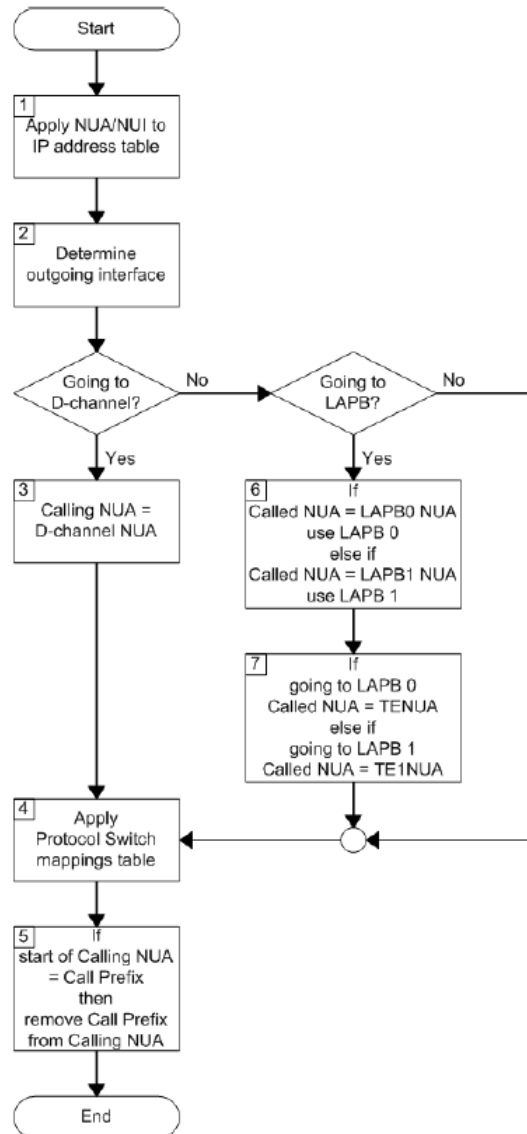 Start
1
Apply NUA/NUI to
IP address table
2
Determine
outgoing interface
Going to
D-channel?
No
Yes
Going to
LAPB?
No
Yes
3
Calling NUA =
D-channel NUA
6
If
Called NUA = LAPB0 NUA
use LAPB 0
else if
Called NUA = LAPB1 NUA
use LAPB 1
7
If
going to LAPB 0
Called NUA = TENUA
else if
going to LAPB 1
Called NUA = TE1NUA
4
Apply
Protocol Switch
mappings table
5
If
start of Calling NUA
= Call Prefix
then
remove Call Prefix
from Calling NUA
End